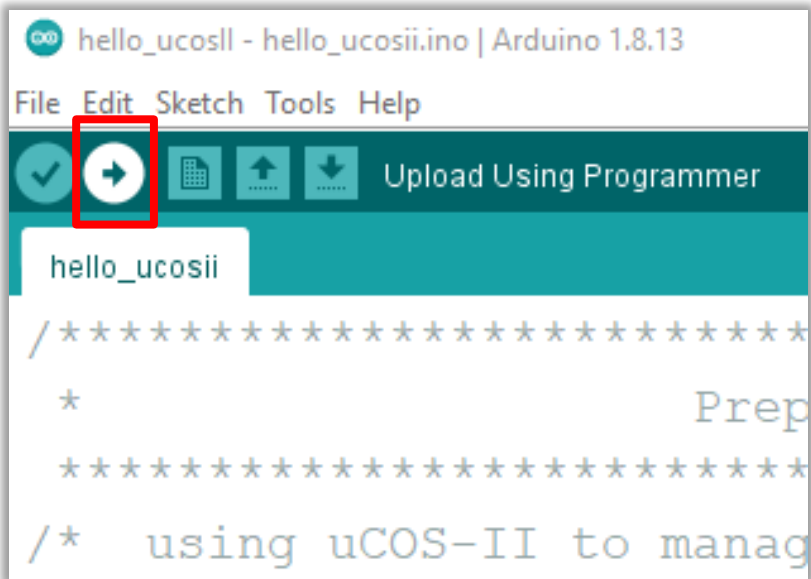 hello_ucosII - hello_ucosii.ino | Arduino 1.8.13
File Edit Sketch Tools Help
Upload Using Programmer
hello_ucosii
/*************************
* Prep
*************************
/* using uCOS-II to manag